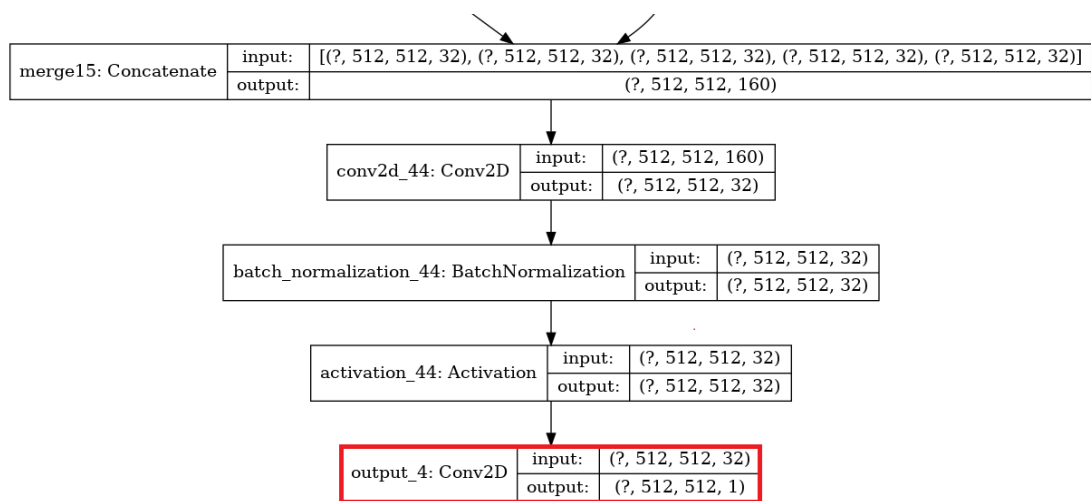 merge15: Concatenate
input: [(?, 512, 512, 32), (?, 512, 512, 32), (?, 512, 512, 32), (?, 512, 512, 32), (?, 512, 512, 32)]
output: (?, 512, 512, 160)
conv2d_44: Conv2D
input: (?, 512, 512, 160)
output: (?, 512, 512, 32)
batch_normalization_44: BatchNormalization
input: (?, 512, 512, 32)
output: (?, 512, 512, 32)
activation_44: Activation
input: (?, 512, 512, 32)
output: (?, 512, 512, 32)
output_4: Conv2D
input: (?, 512, 512, 32)
output: (?, 512, 512, 1)